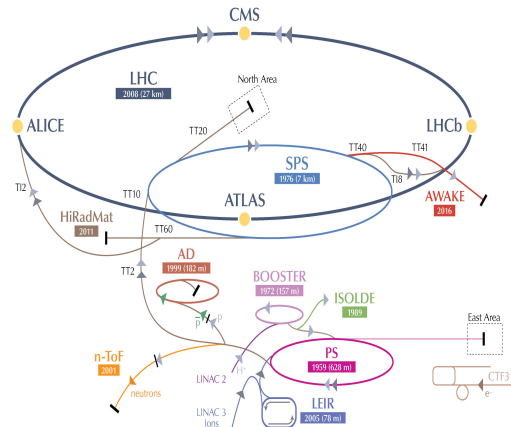 CMS
LHC
2008 (27 km)
North Area
ALICE
TT20
LHCb
TT40
TT41
SPS
1976 (7 km)
TI8
TI2
TT10
ATLAS
AWAKE
2016
HiRadMat
2011
TT60
AD
1999 (182 m)
TT2
BOOSTER
1972 (157 m)
ISOLDE
1989
p
p̄
East Area
n-ToF
2001
PS
1959 (628 m)
H⁺
LINAC 2
neutrons
CTF3
e⁻
LEIR
2005 (78 m)
LINAC 3
Ions